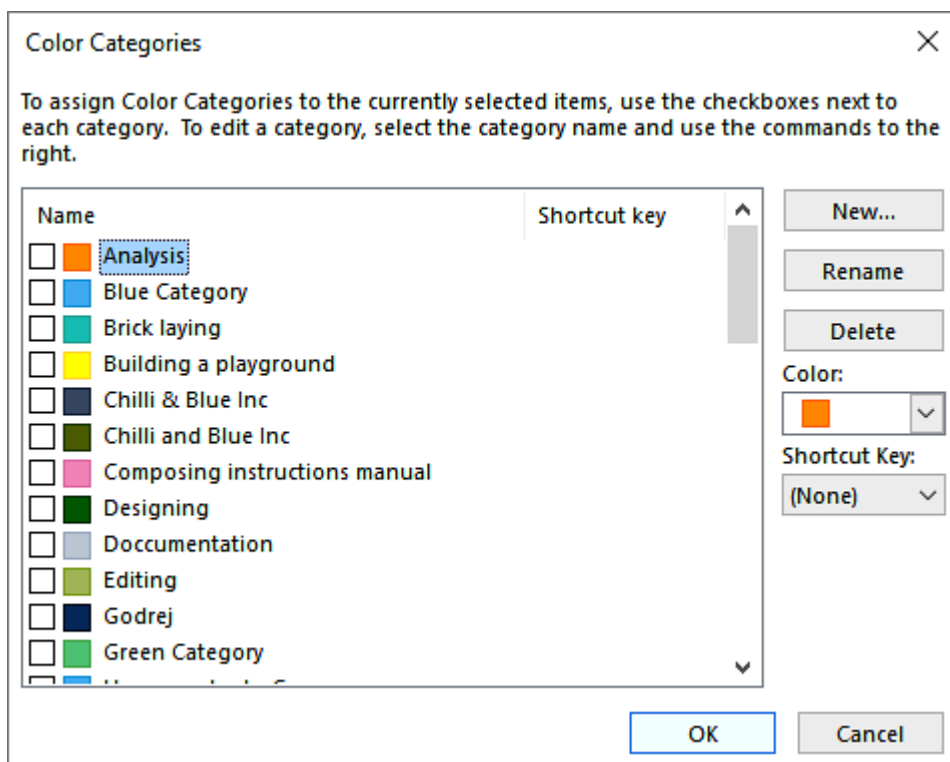 Color Categories
To assign Color Categories to the currently selected items, use the checkboxes next to
each category. To edit a category, select the category name and use the commands to the
right.
Name Shortcut key
Analysis
Blue Category
Brick laying
Building a playground
Chilli & Blue Inc
Chilli and Blue Inc
Composing instructions manual
Designing
Doccumentation
Editing
Godrej
Green Category
New...
Rename
Delete
Color:
Shortcut Key:
(None)
OK Cancel